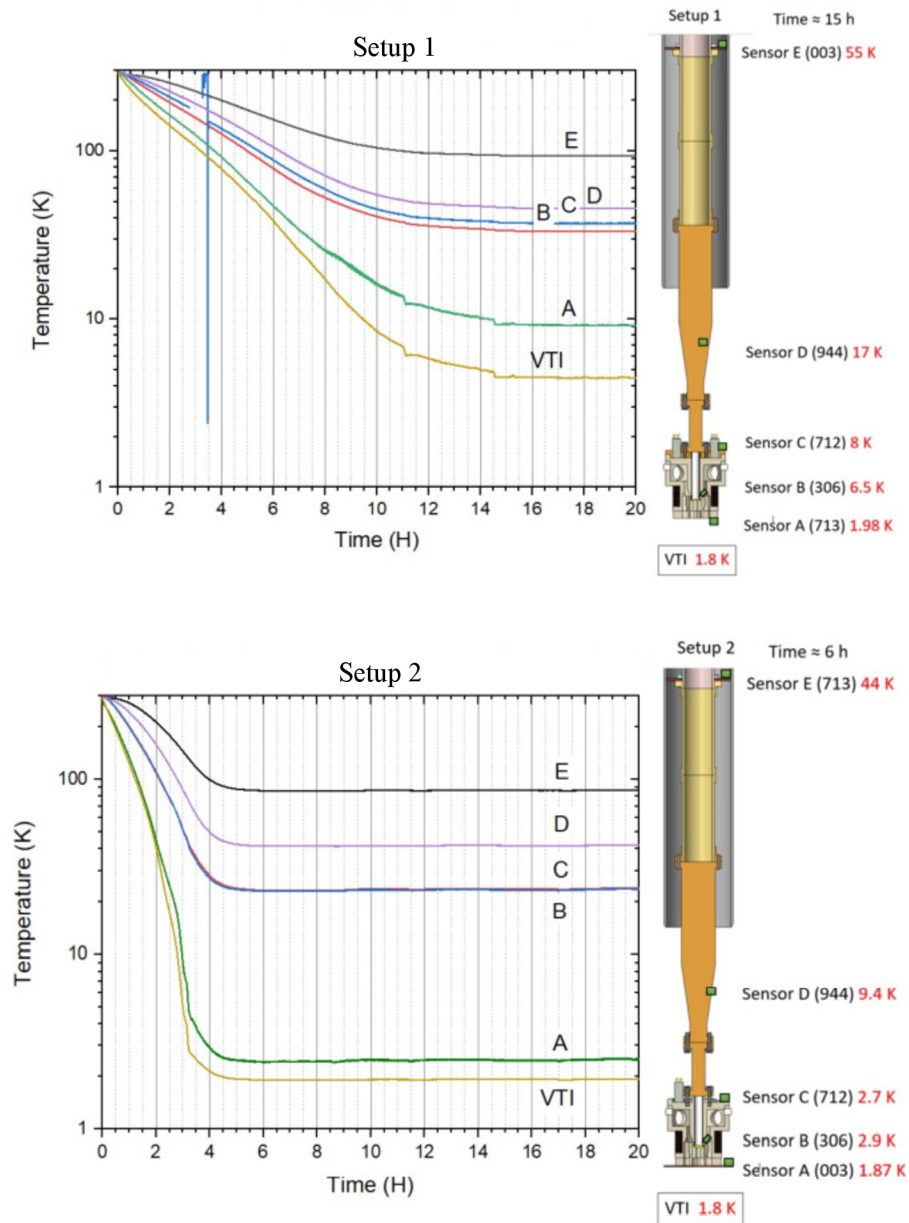 Setup 1
Time ≈ 15 h
Setup 1
Sensor E (003) 55 K
100
10
1
Temperature (K)
E
D
C
B
A
VTI
0 2 4 6 8 10 12 14 16 18 20
Time (H)
Sensor D (944) 17 K
Sensor C (712) 8 K
Sensor B (306) 6.5 K
Sensor A (713) 1.98 K
VTI 1.8 K
Setup 2
Time ≈ 6 h
Setup 2
Sensor E (713) 44 K
100
10
1
Temperature (K)
E
D
C
B
A
VTI
0 2 4 6 8 10 12 14 16 18 20
Time (H)
Sensor D (944) 9.4 K
Sensor C (712) 2.7 K
Sensor B (306) 2.9 K
Sensor A (003) 1.87 K
VTI 1.8 K